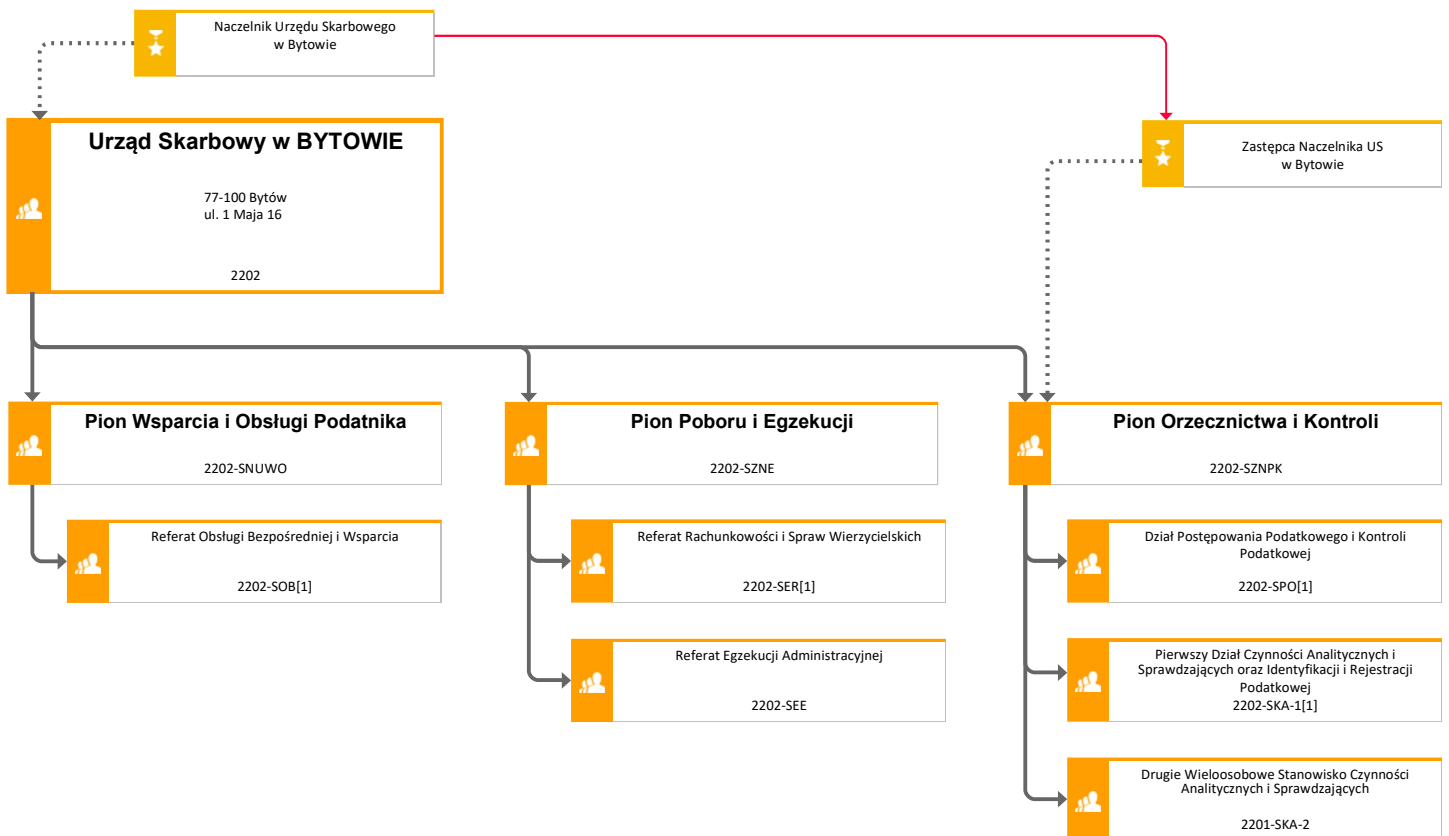 Naczelnik Urzędu Skarbowego
w Bytowie
Urząd Skarbowy w BYTOWIE
77-100 Bytów
ul. 1 Maja 16
2202
Zastępca Naczelnika US
w Bytowie
Pion Wsparcia i Obsługi Podatnika
2202-SNUWO
Pion Poboru i Egzekucji
2202-SZNE
Pion Orzecznictwa i Kontroli
2202-SZNPK
Referat Obsługi Bezpośredniej i Wsparcia
2202-SOB[1]
Referat Rachunkowości i Spraw Wierzycielskich
2202-SER[1]
Dział Postępowania Podatkowego i Kontroli
Podatkowej
2202-SPO[1]
Referat Egzekucji Administracyjnej
2202-SEE
Pierwszy Dział Czynności Analitycznych i
Sprawdzających oraz Identyfikacji i Rejestracji
Podatkowej
2202-SKA-1[1]
Drugie Wieloosobowe Stanowisko Czynności
Analitycznych i Sprawdzających
2201-SKA-2